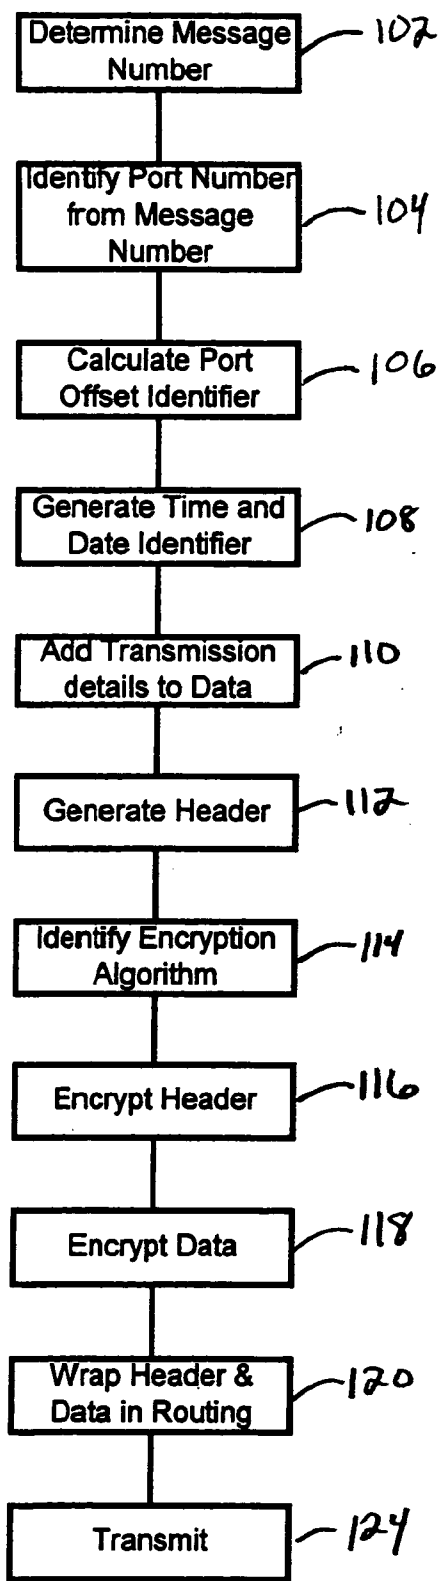 Determine Message
Number
102
Identify Port Number
from Message
Number
104
Calculate Port
Offset Identifier
106
Generate Time and
Date Identifier
108
Add Transmission
details to Data
110
Generate Header
112
Identify Encryption
Algorithm
114
Encrypt Header
116
Encrypt Data
118
Wrap Header &
Data in Routing
120
Transmit
124